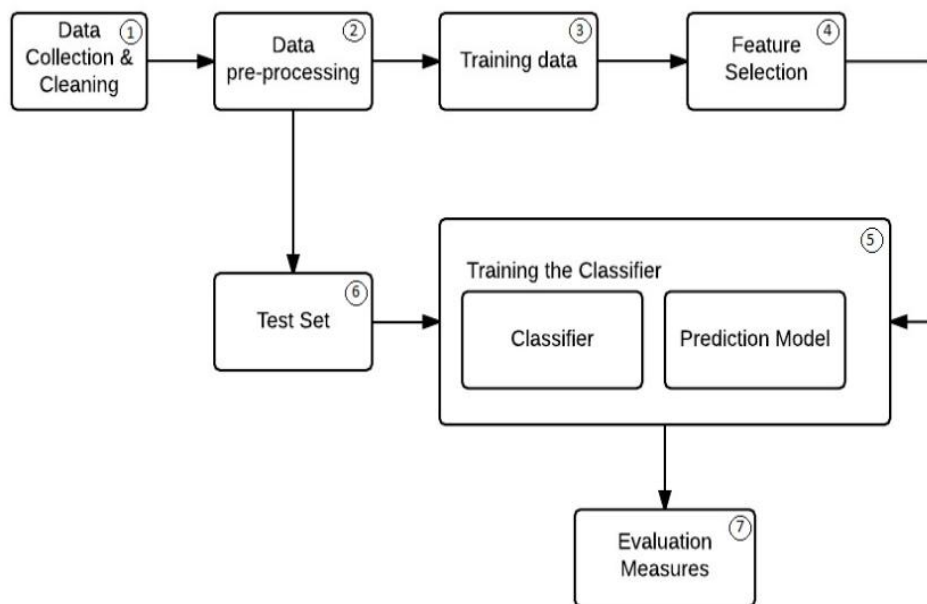 1
Data
Collection &
Cleaning
2
Data
pre-processing
3
Training data
4
Feature
Selection
5
Training the Classifier
Classifier
Prediction Model
6
Test Set
7
Evaluation
Measures